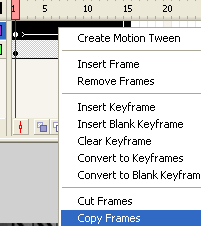 1 5 10 15 20
Create Motion Tween
Insert Frame
Remove Frames
Insert Keyframe
Insert Blank Keyframe
Clear Keyframe
Convert to Keyframes
Convert to Blank Keyfram
Cut Frames
Copy Frames